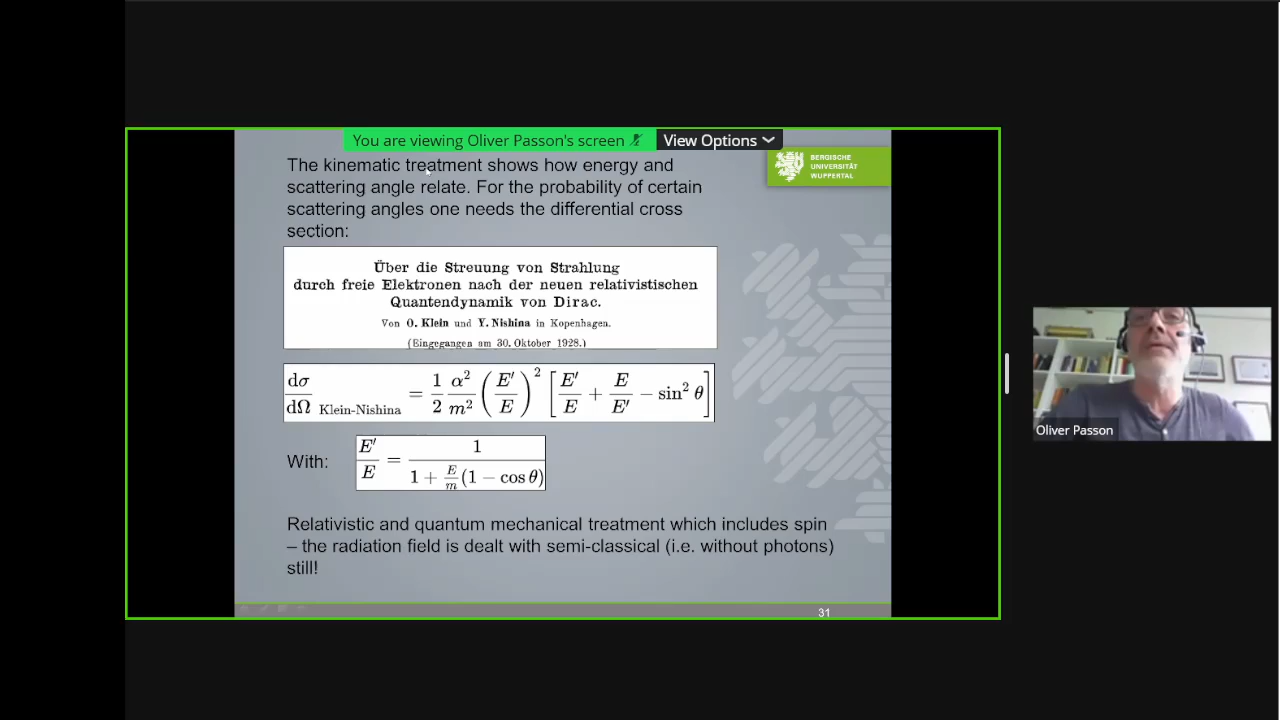 You are viewing Oliver Passon's screen View Options
The kinematic treatment shows how energy and
scattering angle relate. For the probability of certain
scattering angles one needs the differential cross
section:
BERGISCHE
UNIVERSITÄT
WUPPERTAL
Über die Streuung von Strahlung
durch freie Elektronen nach der neuen relativistischen
Quantendynamik von Dirac.
Von O. Klein und Y. Nishina in Kopenhagen.
(Eingegangen am 30. Oktober 1928.)
dσ/dΩ Klein-Nishina = 1/2 α²/m² (E′/E)² [E′/E + E/E′ − sin² θ]
With: E′/E = 1/(1 + E/m (1 − cos θ))
Relativistic and quantum mechanical treatment which includes spin
– the radiation field is dealt with semi-classical (i.e. without photons)
still!
31
Oliver Passon